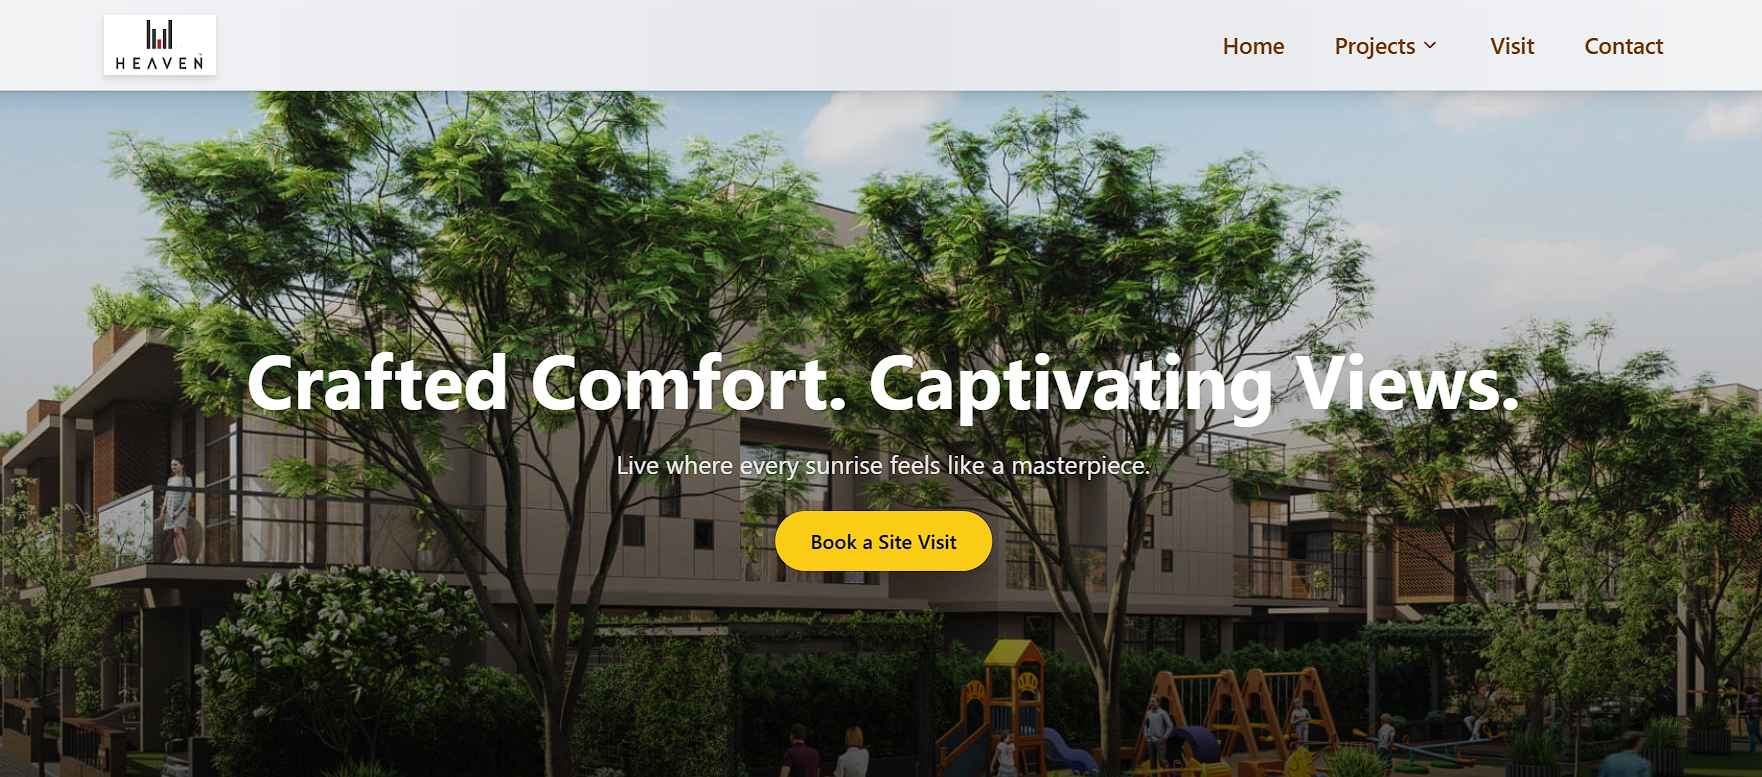 HEAVEN
Home Projects Visit Contact
Crafted Comfort. Captivating Views.
Live where every sunrise feels like a masterpiece.
Book a Site Visit